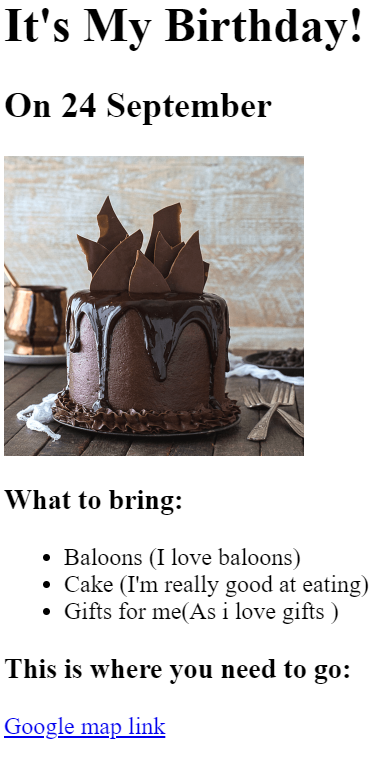 It's My Birthday!
On 24 September
What to bring:
Baloons (I love baloons)
Cake (I'm really good at eating)
Gifts for me(As i love gifts )
This is where you need to go:
Google map link